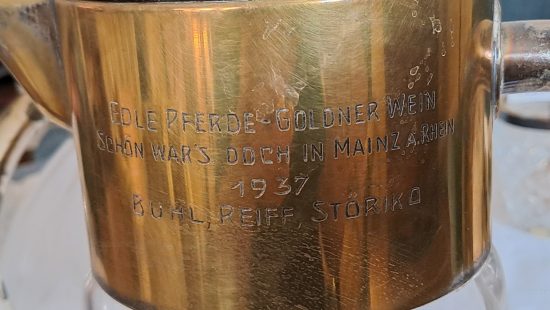 EDLE PFERDE-GOLDNER WEIN
SCHÖN WAR'S DOCH IN MAINZ A. RHEIN
1937
BUHL, REIFF, STÖRIKO